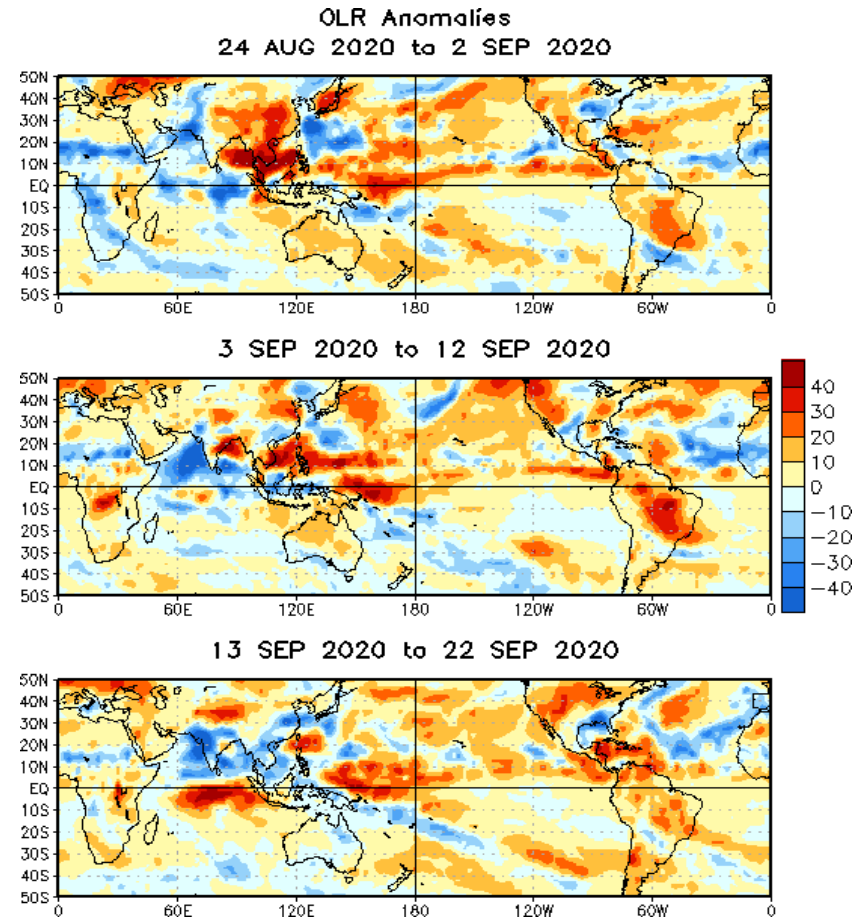 OLR Anomalies
24 AUG 2020 to 2 SEP 2020
50N
40N
30N
20N
10N
EQ
10S
20S
30S
40S
50S
0 60E 120E 180 120W 60W 0
3 SEP 2020 to 12 SEP 2020
50N
40N
30N
20N
10N
EQ
10S
20S
30S
40S
50S
0 60E 120E 180 120W 60W 0
40
30
20
10
0
-10
-20
-30
-40
13 SEP 2020 to 22 SEP 2020
50N
40N
30N
20N
10N
EQ
10S
20S
30S
40S
50S
0 60E 120E 180 120W 60W 0